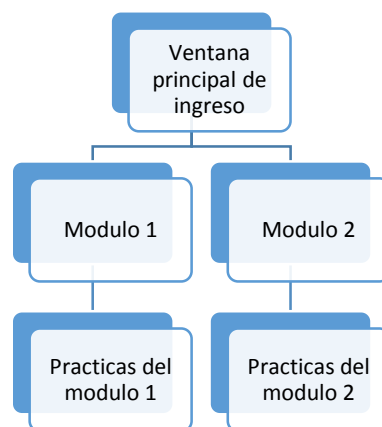 Ventana
principal de
ingreso
Modulo 1
Modulo 2
Practicas del
modulo 1
Practicas del
modulo 2